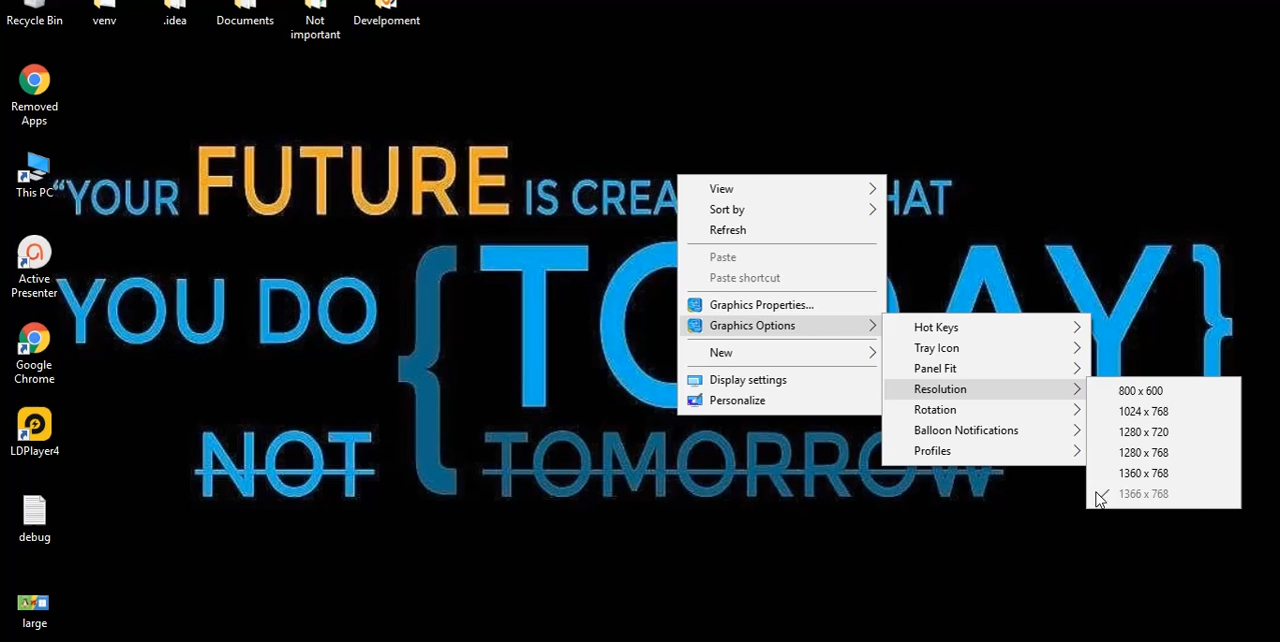 Recycle Bin
venv
.idea
Documents
Not
important
Develpoment
Removed
Apps
This PC
Active
Presenter
Google
Chrome
LDPlayer4
debug
large
“YOUR FUTURE IS CREA HAT
YOU DO { TO AY }
NOT TOMORROW
View
Sort by
Refresh
Paste
Paste shortcut
Graphics Properties...
Graphics Options
New
Display settings
Personalize
Hot Keys
Tray Icon
Panel Fit
Resolution
Rotation
Balloon Notifications
Profiles
800 x 600
1024 x 768
1280 x 720
1280 x 768
1360 x 768
1366 x 768